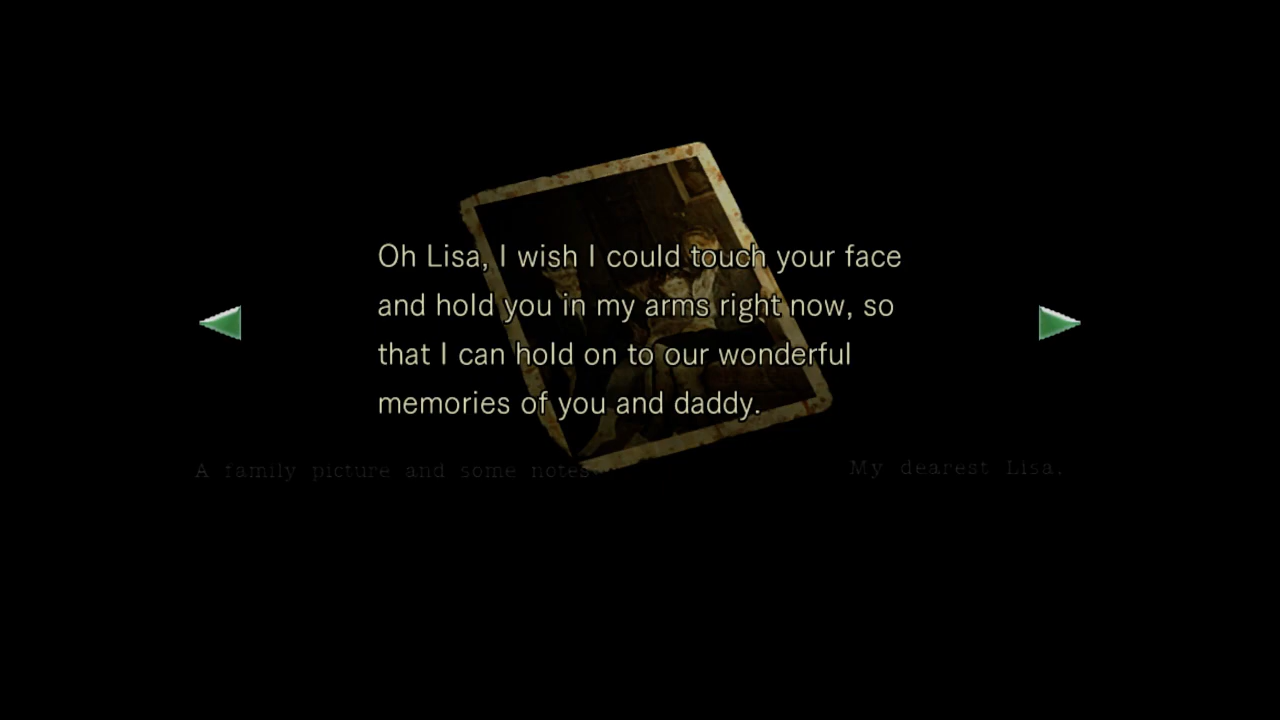 Oh Lisa, I wish I could touch your face
and hold you in my arms right now, so
that I can hold on to our wonderful
memories of you and daddy.
A family picture and some notes
My dearest Lisa,